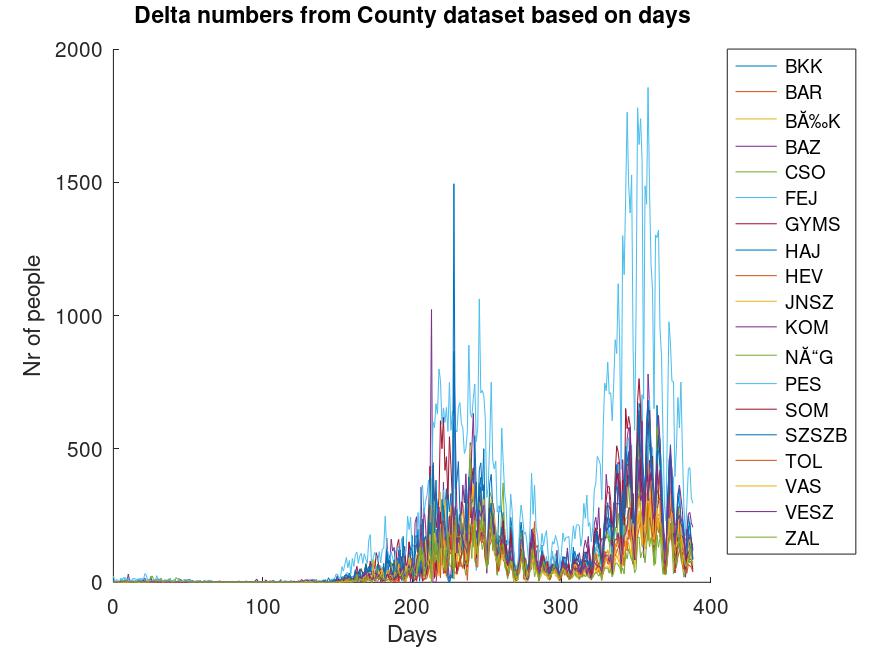 Delta numbers from County dataset based on days
2000
1500
1000
500
0
Nr of people
0 100 200 300 400
Days
BKK
BAR
BĂ‰K
BAZ
CSO
FEJ
GYMS
HAJ
HEV
JNSZ
KOM
NĂ“G
PES
SOM
SZSZB
TOL
VAS
VESZ
ZAL